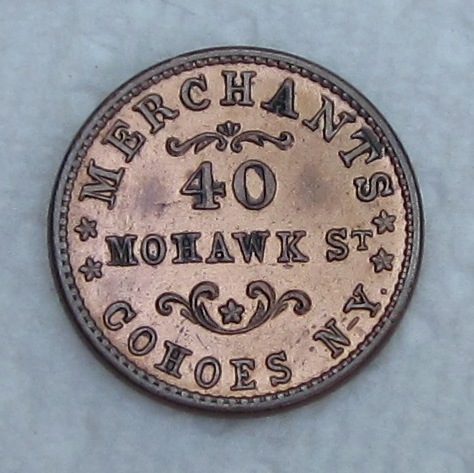 MERCHANTS
40
MOHAWK ST
COHOES N-Y.